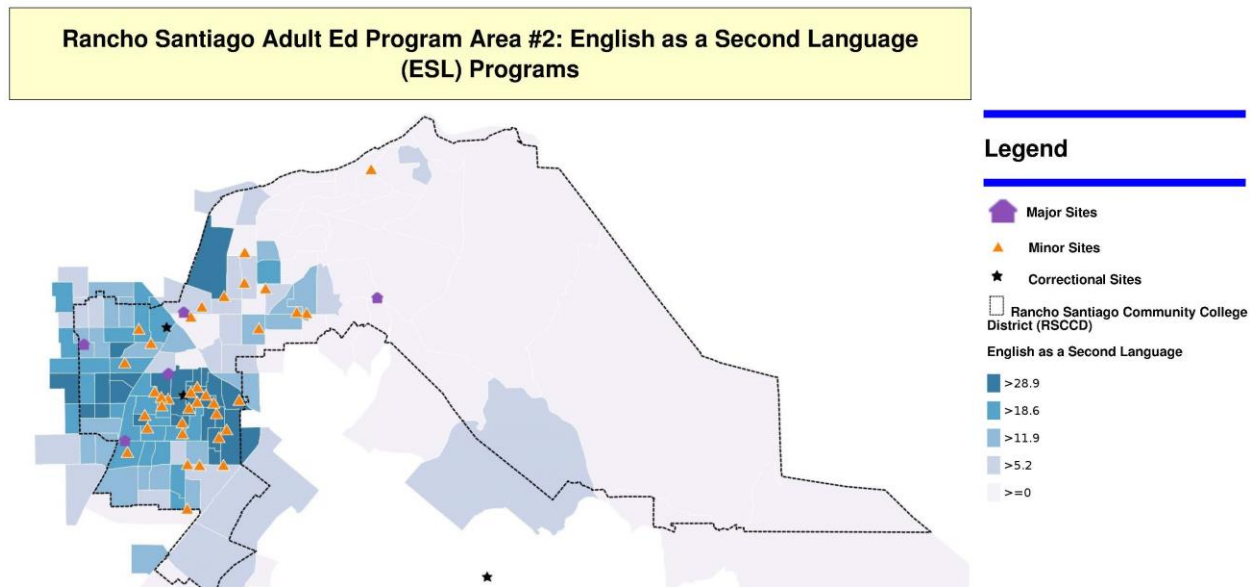 Rancho Santiago Adult Ed Program Area #2: English as a Second Language
(ESL) Programs
Legend
Major Sites
Minor Sites
Correctional Sites
Rancho Santiago Community College
District (RSCCD)
English as a Second Language
>28.9
>18.6
>11.9
>5.2
>=0